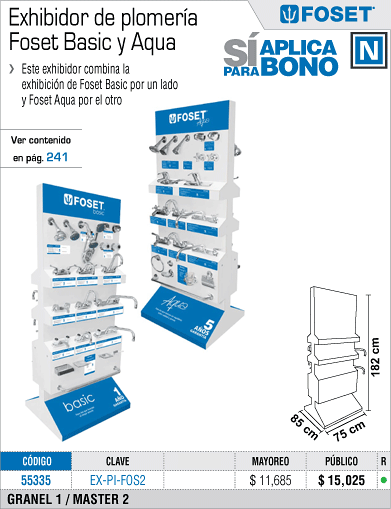 Exhibidor de plomería
Foset Basic y Aqua
FOSET®
SÍ APLICA
PARA BONO
N
❯ Este exhibidor combina la
exhibición de Foset Basic por un lado
y Foset Aqua por el otro
Ver contenido
en pág. 241
FOSET
Aqua
FOSET
basic
Aqua
5
AÑOS
GARANTÍA
basic
1
AÑO
GARANTÍA
182 cm
85 cm
75 cm
CÓDIGO CLAVE MAYOREO PÚBLICO R
55335 EX-PI-FOS2 $ 11,685 $ 15,025 ●
GRANEL 1 / MASTER 2